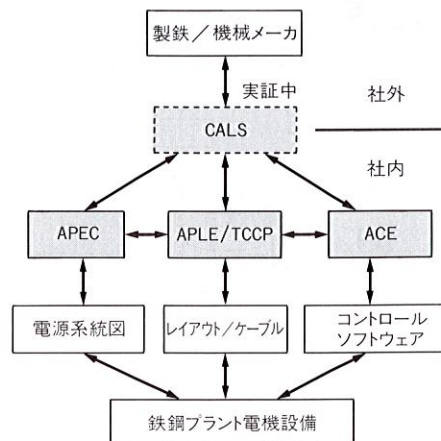 製鉄／機械メーカ
実証中
社外
CALS
社内
APEC
APLE/TCCP
ACE
電源系統図
レイアウト／ケーブル
コントロール
ソフトウェア
鉄鋼プラント電機設備